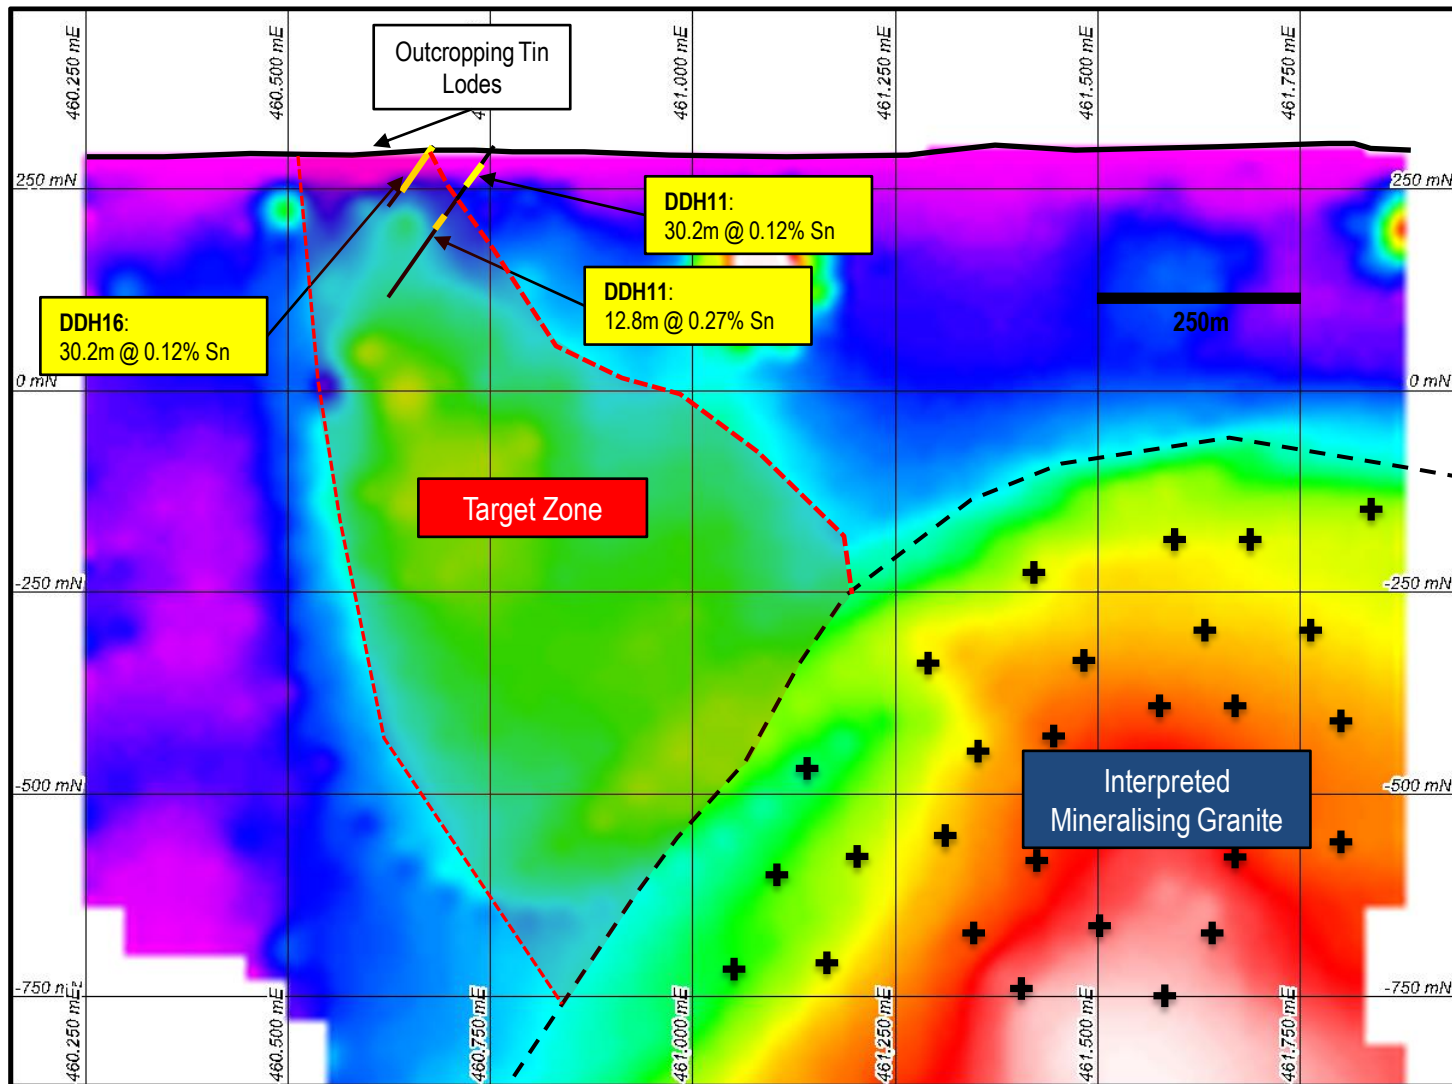 460.250 mE
460.500 mE
461.000 mE
461.250 mE
461.500 mE
461.750 mE
Outcropping Tin
Lodes
250 mN
250 mN
DDH11:
30.2m @ 0.12% Sn
DDH11:
12.8m @ 0.27% Sn
DDH16:
30.2m @ 0.12% Sn
250m
0 mN
0 mN
Target Zone
-250 mN
-250 mN
-500 mN
-500 mN
Interpreted
Mineralising Granite
-750 mN
460.250 mE
460.500 mE
460.750 mE
461.000 mE
461.250 mE
461.500 mE
461.750 mE